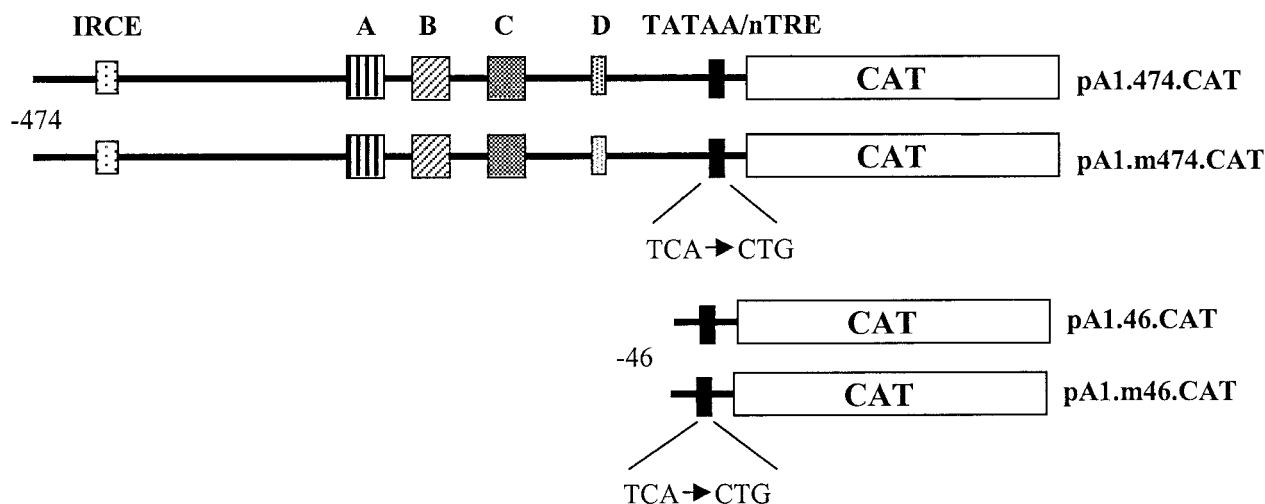 IRCE A B C D TATAA/nTRE
CAT pA1.474.CAT
-474
CAT pA1.m474.CAT
TCA→CTG
CAT pA1.46.CAT
-46
CAT pA1.m46.CAT
TCA→CTG